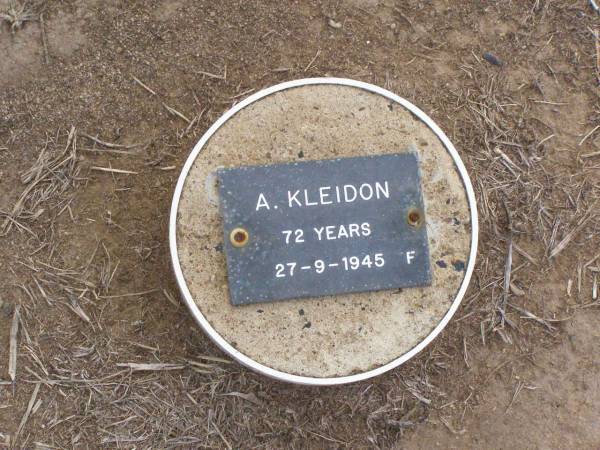 A. KLEIDON
72 YEARS
27-9-1945 F